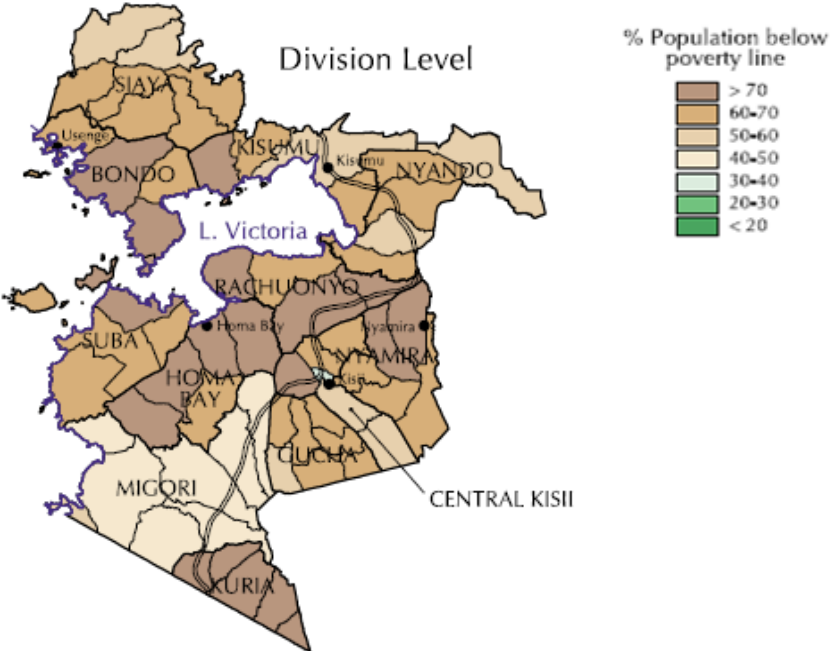 Division Level
% Population below
poverty line
> 70
60-70
50-60
40-50
30-40
20-30
< 20
SIAYA
Usenge
BONDO
KISUMU
Kisumu
NYANDO
L. Victoria
RACHUONYO
Homa Bay
Nyamira
SUBA
NYAMIRA
HOMA
BAY
Kisii
GUCHA
MIGORI
CENTRAL KISII
KURIA